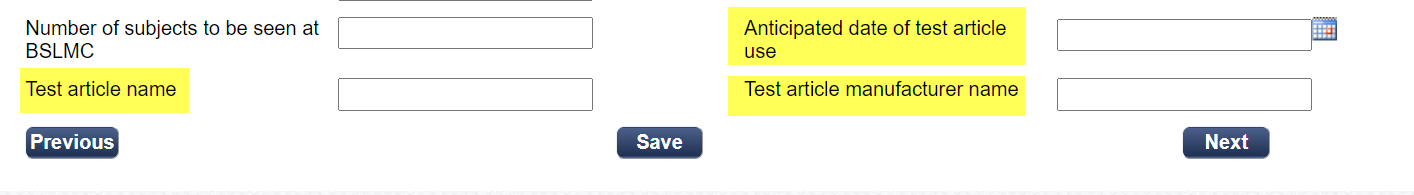 Number of subjects to be seen at
BSLMC
Anticipated date of test article
use
Test article name
Test article manufacturer name
Previous
Save
Next